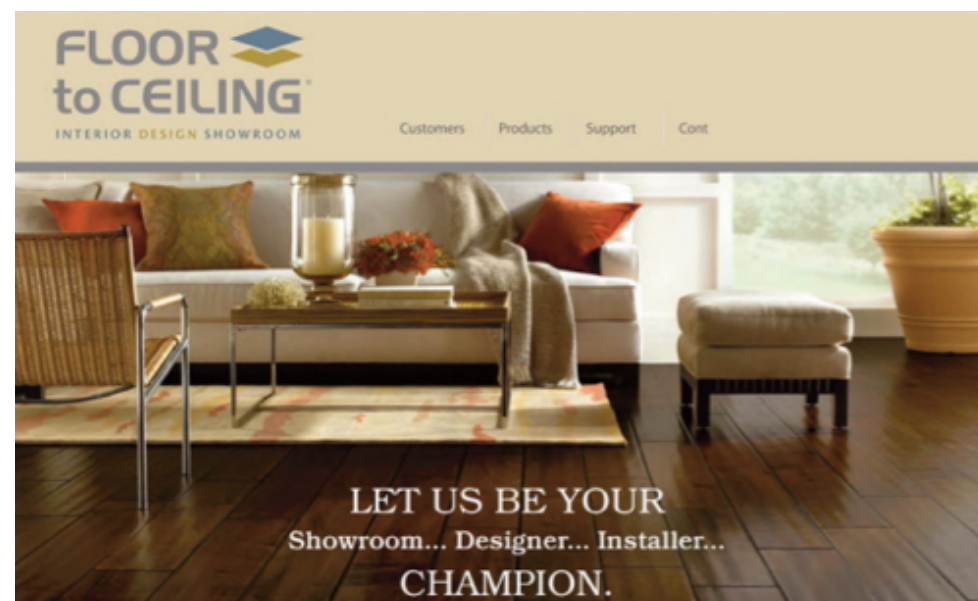 FLOOR
to CEILING
INTERIOR DESIGN SHOWROOM
Customers Products Support Cont
LET US BE YOUR
Showroom... Designer... Installer...
CHAMPION.